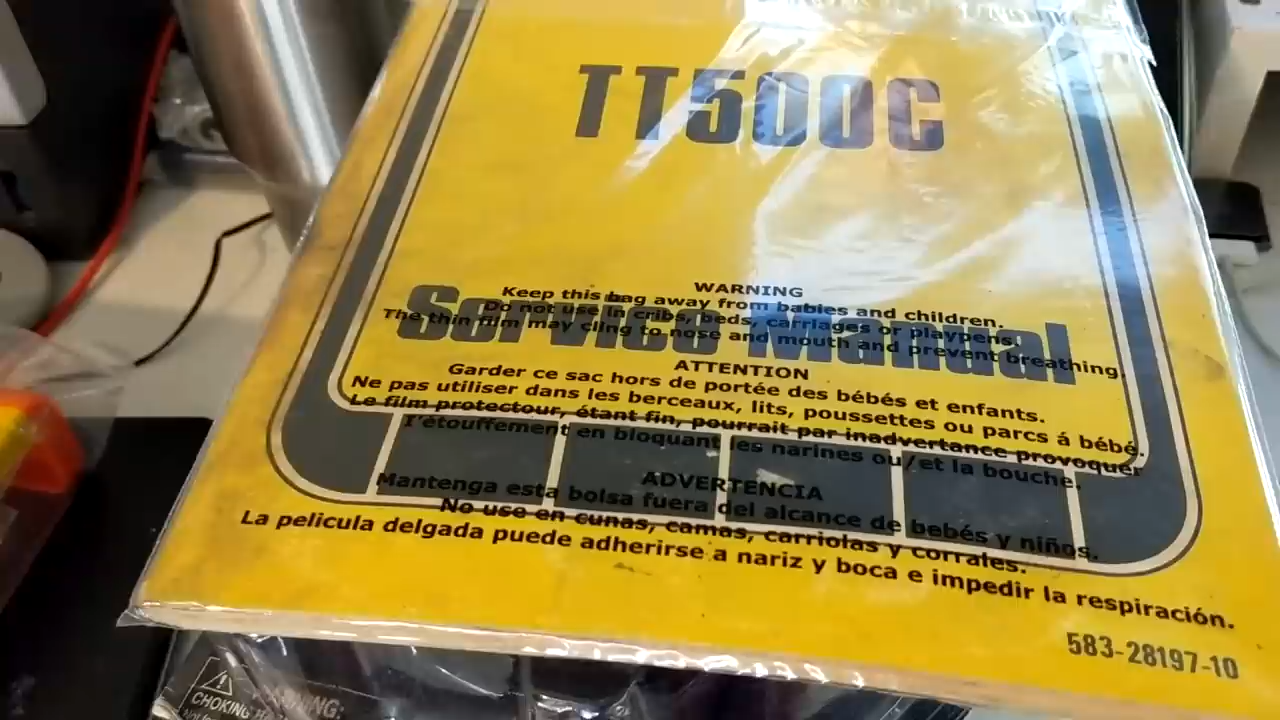 TT500C
Service Manual
WARNING
Keep this bag away from babies and children.
Do not use in cribs, beds, carriages or playpens.
The thin film may cling to nose and mouth and prevent breathing.
ATTENTION
Garder ce sac hors de portée des bébés et enfants.
Ne pas utiliser dans les berceaux, lits, poussettes ou parcs á bébé.
Le film protectour, étant fin, pourrait par inadvertance provoquer
l'étouffement en bloquant les narines ou/et la bouche.
ADVERTENCIA
Mantenga esta bolsa fuera del alcance de bebés y niños.
No use en cunas, camas, carriolas y corrales.
La pelicula delgada puede adherirse a nariz y boca e impedir la respiración.
583-28197-10
WARNING:
CHOKING